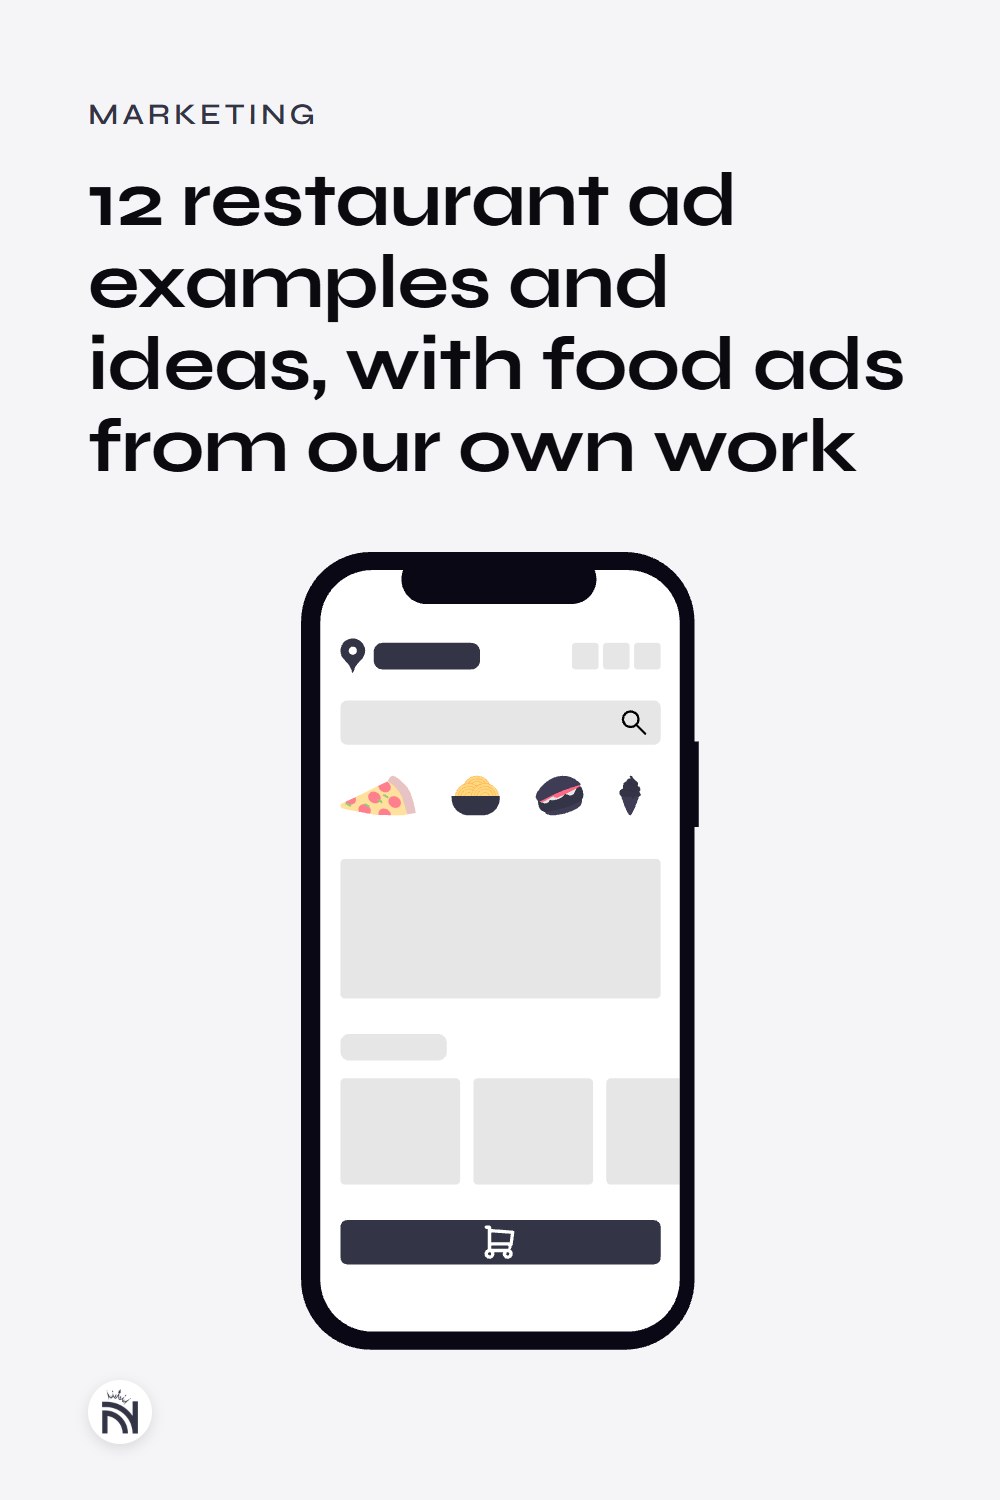 MARKETING
12 restaurant ad
examples and
ideas, with food ads
from our own work